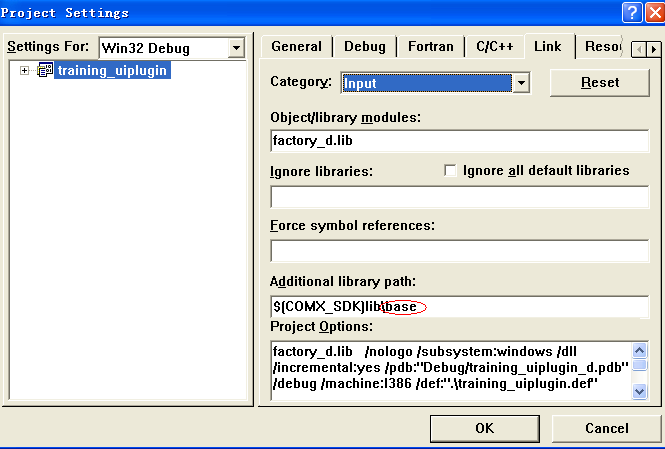 Project Settings
Settings For: Win32 Debug
training_uiplugin
General Debug Fortran C/C++ Link Resou
Category: Input Reset
Object/library modules:
factory_d.lib
Ignore libraries: Ignore all default libraries
Force symbol references:
Additional library path:
$(COMX_SDK)lib\base
Project Options:
factory_d.lib /nologo /subsystem:windows /dll
/incremental:yes /pdb:"Debug/training_uiplugin_d.pdb"
/debug /machine:I386 /def:".\training_uiplugin.def"
OK Cancel